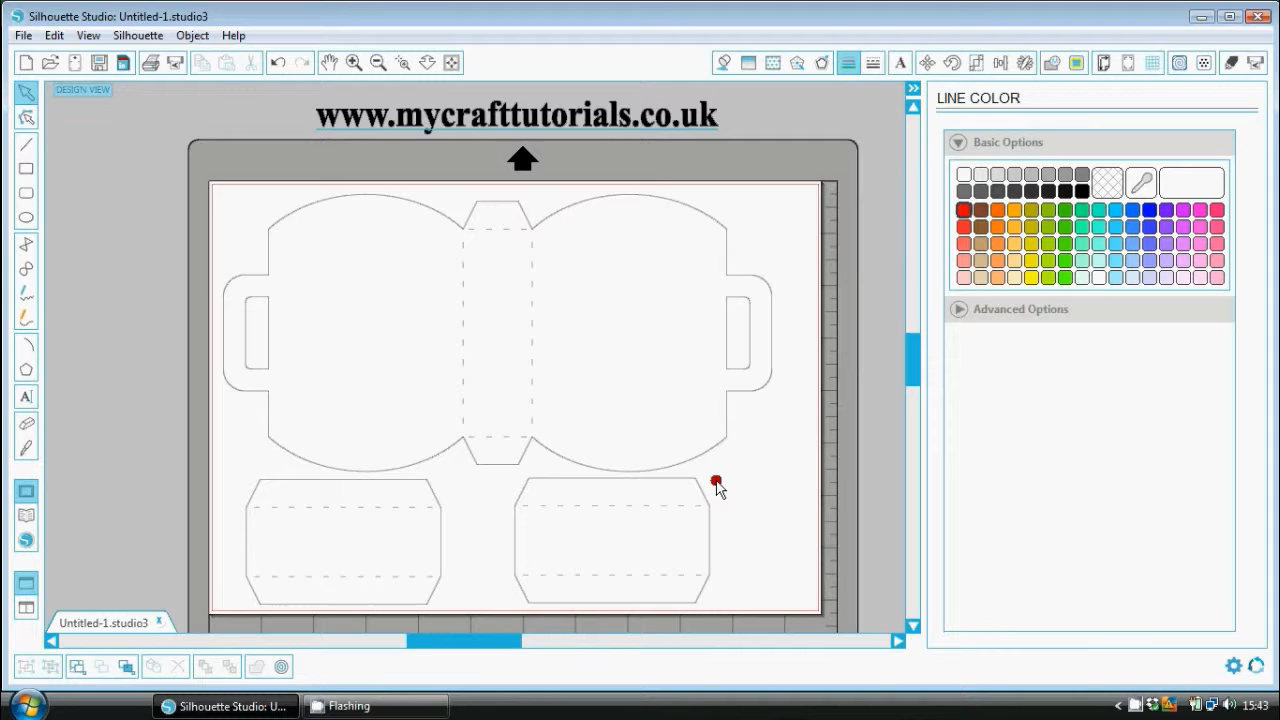 Silhouette Studio: Untitled-1.studio3
File Edit View Silhouette Object Help
DESIGN VIEW
www.mycrafttutorials.co.uk
LINE COLOR
Basic Options
Advanced Options
Untitled-1.studio3 x
Silhouette Studio: U...
Flashing
15:43